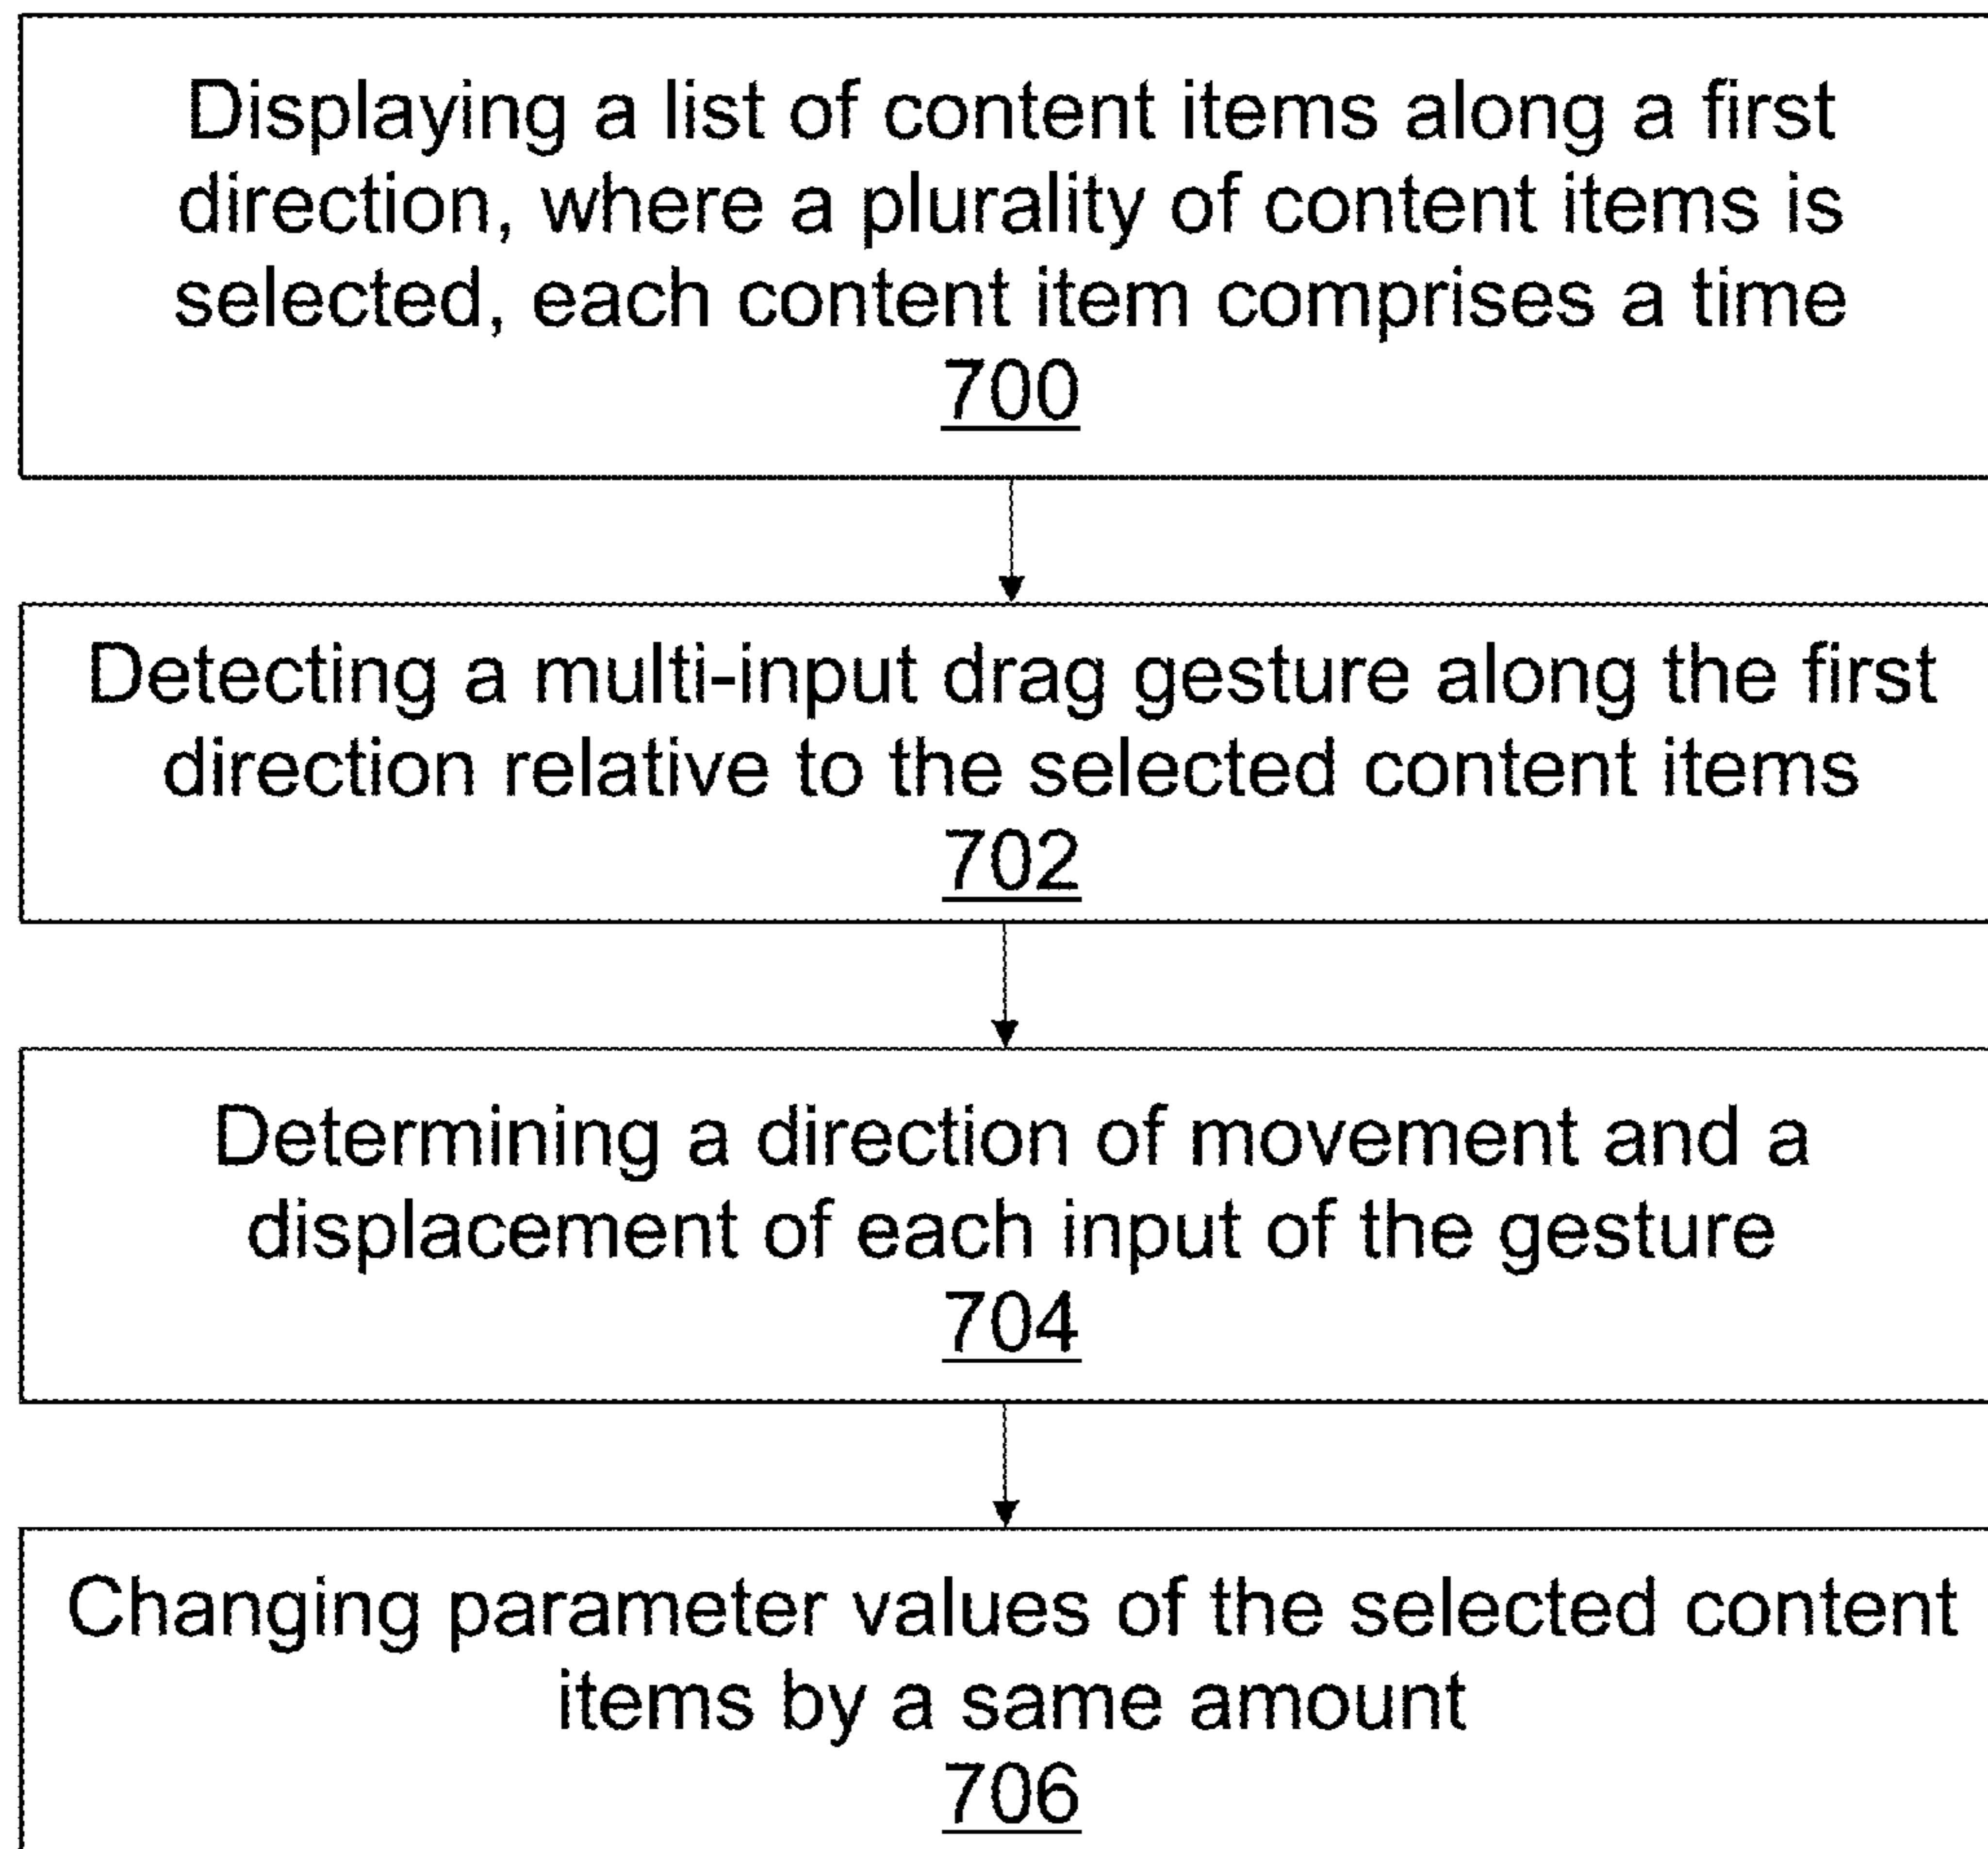 Displaying a list of content items along a first
direction, where a plurality of content items is
selected, each content item comprises a time
700
Detecting a multi-input drag gesture along the first
direction relative to the selected content items
702
Determining a direction of movement and a
displacement of each input of the gesture
704
Changing parameter values of the selected content
items by a same amount
706